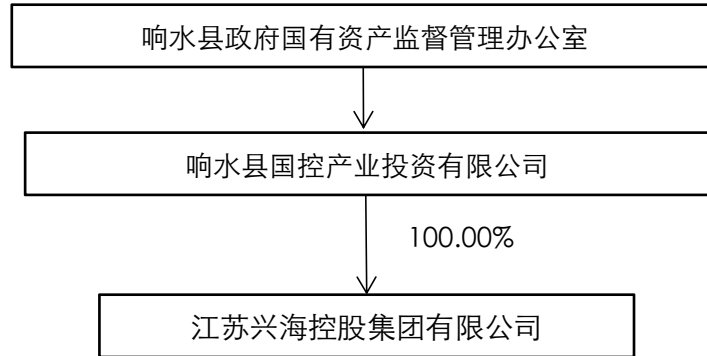 响水县政府国有资产监督管理办公室
响水县国控产业投资有限公司
100.00%
江苏兴海控股集团有限公司